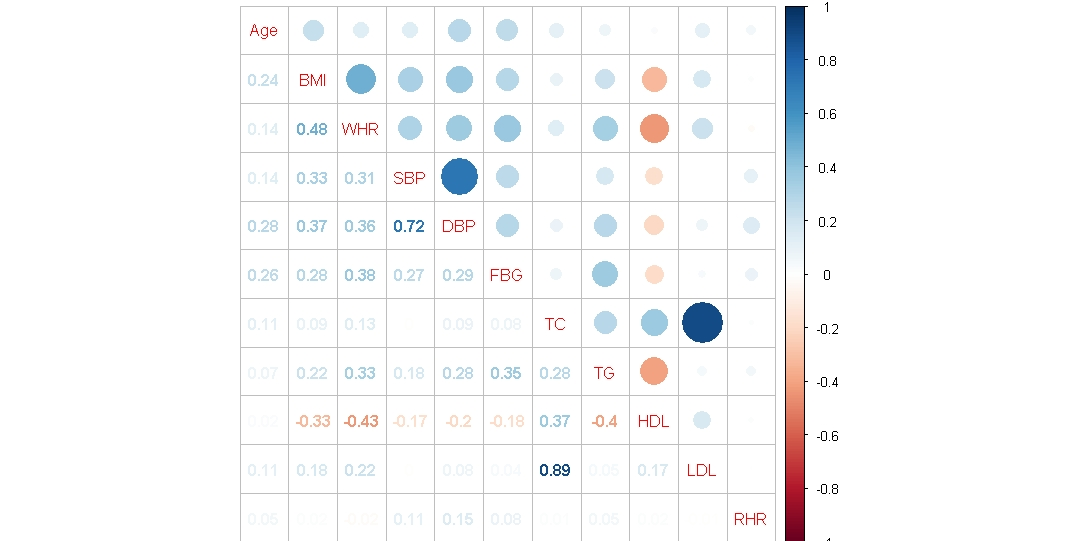 Age
0.24 BMI
0.14 0.48 WHR
0.14 0.33 0.31 SBP
0.28 0.37 0.36 0.72 DBP
0.26 0.28 0.38 0.27 0.29 FBG
0.11 0.09 0.13 0.09 0.08 TC
0.07 0.22 0.33 0.18 0.28 0.35 0.28 TG
0.02 -0.33 -0.43 -0.17 -0.2 -0.18 0.37 -0.4 HDL
0.11 0.18 0.22 0.08 0.04 0.89 0.05 0.17 LDL
0.05 -0.02 0.11 0.15 0.08 0.05 RHR
1
0.8
0.6
0.4
0.2
0
-0.2
-0.4
-0.6
-0.8